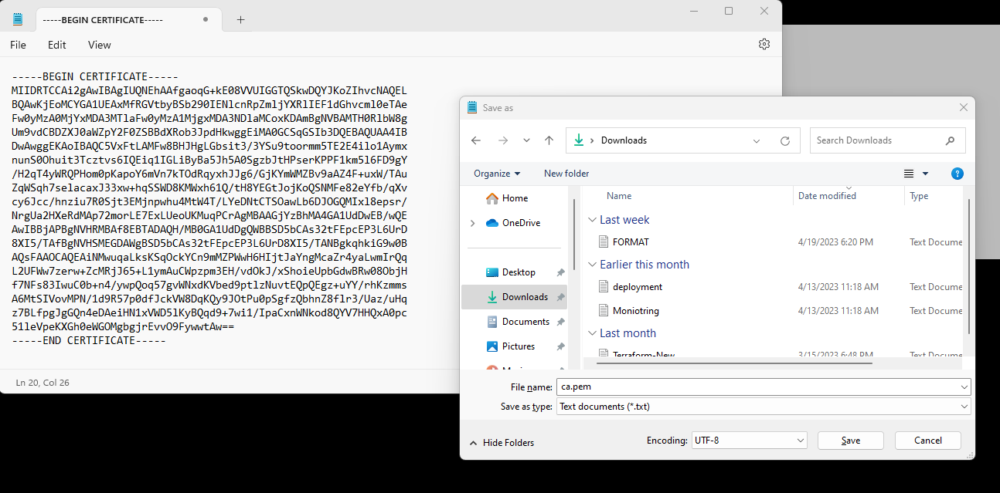 -----BEGIN CERTIFICATE-----
File Edit View
-----BEGIN CERTIFICATE-----
MIIDRTCCAi2gAwIBAgIUQNEhAAfgaoqG+kE08VVUIGGTQSkwDQYJKoZIhvcNAQEL
BQAwKjEoMCYGA1UEAxMfRGVtbyBSb290IENlcnRpZmljYXRlIEF1dGhvcml0eTAe
Fw0yMzA0MjYxMDA3MTlaFw0yMzA1MjgxMDA3NDlaMCoxKDAmBgNVBAMTH0RlbW8g
Um9vdCBDZXJ0aWZpY2F0ZSBBdXRob3JpdHkwggEiMA0GCSqGSIb3DQEBAQUAA4IB
DwAwggEKAoIBAQC5VxFtLAMFw8BHJHgLGbsit3/3YSu9toormm5TE2E4ilo1Aymx
nunS0Ohuit3Tcztvs6IQEiq1IGLiByBa5Jh5A0SgzbJtHPserKPPF1km5l6FD9gY
/H2qT4yWRQPHom0pKapoY6mVn7kTOdRqyxhJJg6/GjKYmWMZBv9aAZ4F+uxW/TAu
ZqWSqh7selacaxJ33xw+hqSSWD8KMWxh61Q/tH8YEGtJojKoQSNMFe82eYfb/qXv
cy6Jcc/hnziu7R0Sjt3EMjnpwhu4MtW4T/LYeDNtCTSOawLb6DJOGQMIxl8epsr/
NrgUa2HXeRdMAp72morLE7ExLUeoUKMuqPCrAgMBAAGjYzBhMA4GA1UdDwEB/wQE
AwIBBjAPBgNVHRMBAf8EBTADAQH/MB0GA1UdDgQWBBSD5bCAs32tFEpcEP3L6UrD
8XI5/TAfBgNVHSMEGDAWgBSD5bCAs32tFEpcEP3L6UrD8XI5/TANBgkqhkiG9w0B
AQsFAAOCAQEAiNMwuqaLksKSqOckYCn9mMZPWwH6HIjtJaYngMcaZr4yaLwmIrQq
L2UFWw7zerw+ZcMRjJ65+L1ymAuCWpzpm3EH/vdOkJ/xShoieUpbGdwBRw08ObjH
f7NFs83IwuC0b+n4/ywpQoq57gvWNxdKVbed9ptlzNuvtEQpQEgz+uYY/rhKzmms
A6MtSIVovMPN/1d9R57p0dfJckVW8DqKQy9JOtPu0pSgfzQbhnZ8flr3/Uaz/uHq
z7BLfpgJgGQn4eDAeiHN1xVWD5lKyBQqd9+7wi1/IpaCxnWNkod8QYV7HHQxA0pc
51leVpeKXGh0eWGOMgbgjrEvvO9FywwtAw==
-----END CERTIFICATE-----
Ln 20, Col 26
Save as
Downloads
Search Downloads
Organize New folder
Home
OneDrive
Desktop
Downloads
Documents
Pictures
Name Date modified Type
Last week
FORMAT 4/19/2023 6:20 PM Text Docume
Earlier this month
deployment 4/13/2023 11:18 AM Text Docume
Moniotring 4/13/2023 11:18 AM Text Docume
Last month
Terraform-New 3/15/2023 6:48 PM Text Docume
File name: ca.pem
Save as type: Text documents (*.txt)
Hide Folders
Encoding: UTF-8
Save
Cancel